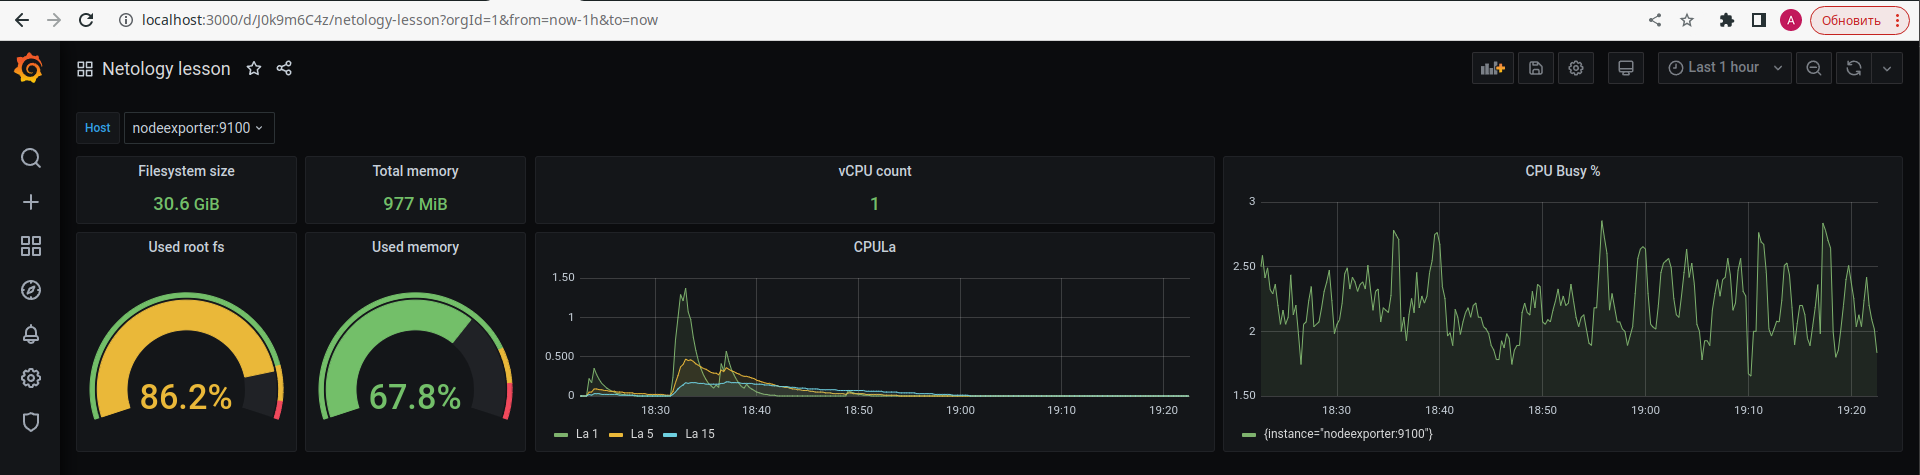 localhost:3000/d/J0k9m6C4z/netology-lesson?orgId=1&from=now-1h&to=now
A
Обновить
Netology lesson
Last 1 hour
Host
nodeexporter:9100
Filesystem size
30.6 GiB
Total memory
977 MiB
vCPU count
1
Used root fs
86.2%
Used memory
67.8%
CPULa
1.50
1
0.500
0
18:30 18:40 18:50 19:00 19:10 19:20
La 1 La 5 La 15
CPU Busy %
3
2.50
2
1.50
18:30 18:40 18:50 19:00 19:10 19:20
{instance="nodeexporter:9100"}